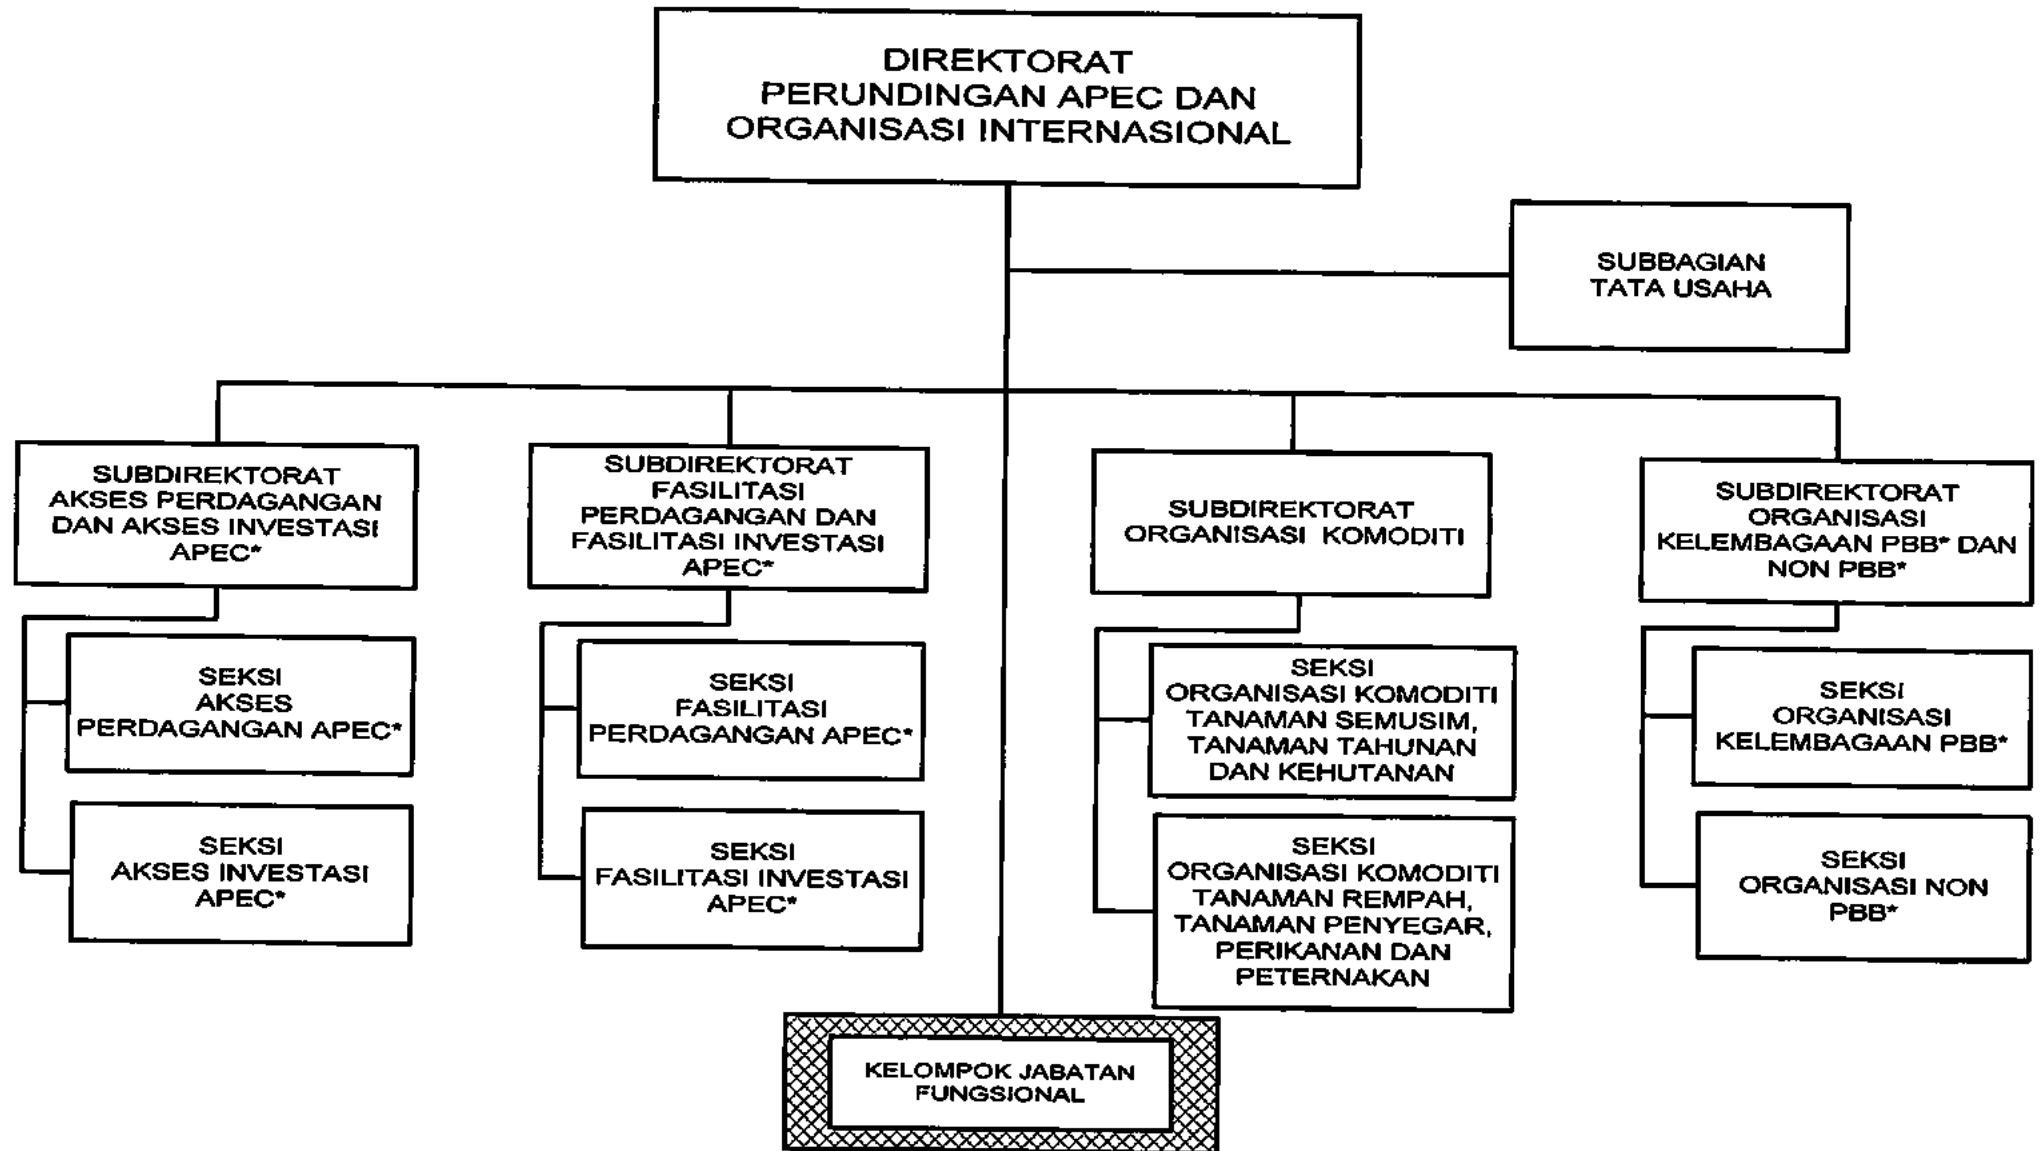 DIREKTORAT
PERUNDINGAN APEC DAN
ORGANISASI INTERNASIONAL
SUBBAGIAN
TATA USAHA
SUBDIREKTORAT
AKSES PERDAGANGAN
DAN AKSES INVESTASI
APEC*
SUBDIREKTORAT
FASILITASI
PERDAGANGAN DAN
FASILITASI INVESTASI
APEC*
SUBDIREKTORAT
ORGANISASI KOMODITI
SUBDIREKTORAT
ORGANISASI
KELEMBAGAAN PBB* DAN
NON PBB*
SEKSI
AKSES
PERDAGANGAN APEC*
SEKSI
FASILITASI
PERDAGANGAN APEC*
SEKSI
ORGANISASI KOMODITI
TANAMAN SEMUSIM,
TANAMAN TAHUNAN
DAN KEHUTANAN
SEKSI
ORGANISASI
KELEMBAGAAN PBB*
SEKSI
AKSES INVESTASI
APEC*
SEKSI
FASILITASI INVESTASI
APEC*
SEKSI
ORGANISASI KOMODITI
TANAMAN REMPAH,
TANAMAN PENYEGAR,
PERIKANAN DAN
PETERNAKAN
SEKSI
ORGANISASI NON
PBB*
KELOMPOK JABATAN
FUNGSIONAL